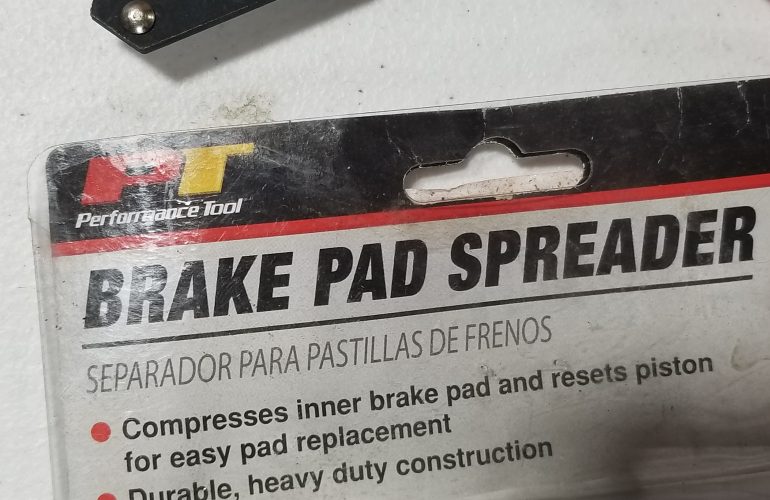 PT
Performance Tool
BRAKE PAD SPREADER
SEPARADOR PARA PASTILLAS DE FRENOS
Compresses inner brake pad and resets piston
for easy pad replacement
Durable, heavy duty construction